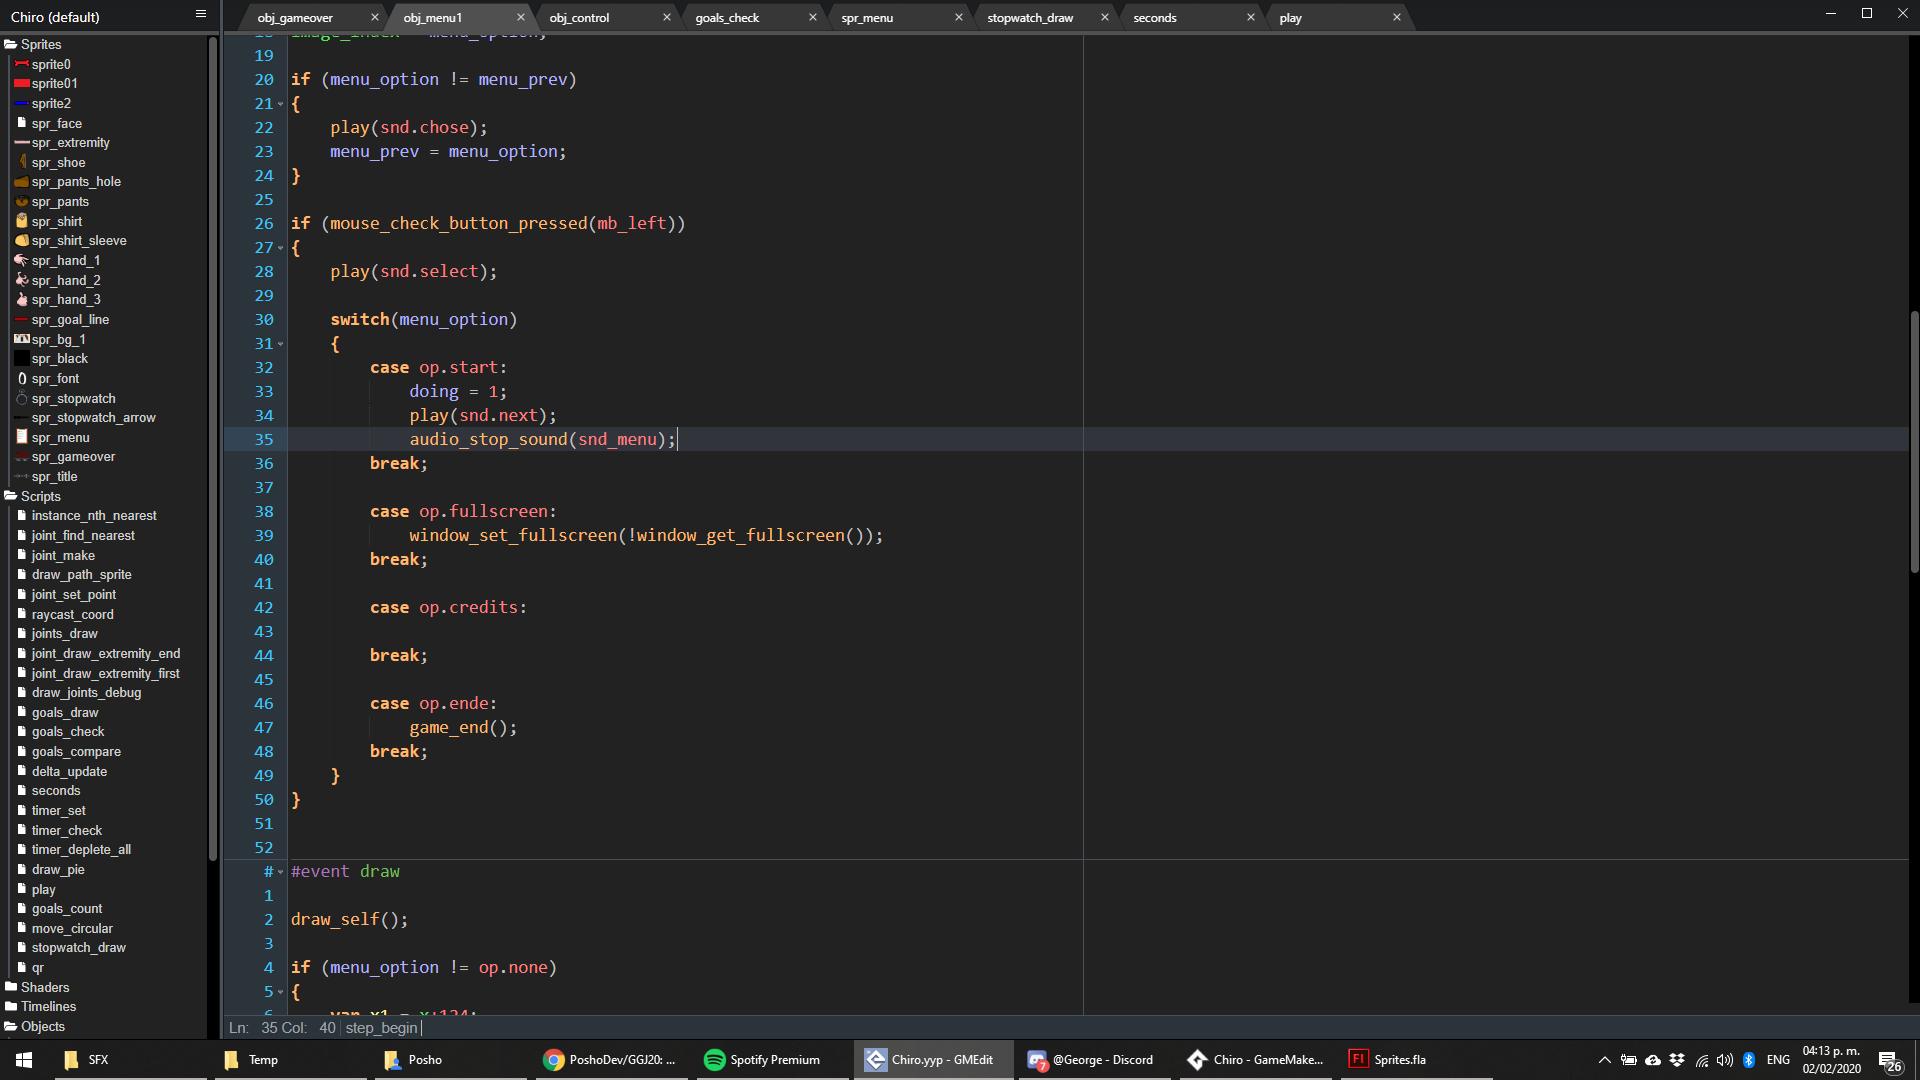 Chiro (default)
obj_gameover
obj_menu1
obj_control
goals_check
spr_menu
stopwatch_draw
seconds
play
Sprites
sprite0
sprite01
sprite2
spr_face
spr_extremity
spr_shoe
spr_pants_hole
spr_pants
spr_shirt
spr_shirt_sleeve
spr_hand_1
spr_hand_2
spr_hand_3
spr_goal_line
spr_bg_1
spr_black
spr_font
spr_stopwatch
spr_stopwatch_arrow
spr_menu
spr_gameover
spr_title
Scripts
instance_nth_nearest
joint_find_nearest
joint_make
draw_path_sprite
joint_set_point
raycast_coord
joints_draw
joint_draw_extremity_end
joint_draw_extremity_first
draw_joints_debug
goals_draw
goals_check
goals_compare
delta_update
seconds
timer_set
timer_check
timer_deplete_all
draw_pie
play
goals_count
move_circular
stopwatch_draw
qr
Shaders
Timelines
Objects
18 image_index = menu_option;
19
20 if (menu_option != menu_prev)
21 {
22 play(snd.chose);
23 menu_prev = menu_option;
24 }
25
26 if (mouse_check_button_pressed(mb_left))
27 {
28 play(snd.select);
29
30 switch(menu_option)
31 {
32 case op.start:
33 doing = 1;
34 play(snd.next);
35 audio_stop_sound(snd_menu);
36 break;
37
38 case op.fullscreen:
39 window_set_fullscreen(!window_get_fullscreen());
40 break;
41
42 case op.credits:
43
44 break;
45
46 case op.ende:
47 game_end();
48 break;
49 }
50 }
51
52
# #event draw
1
2 draw_self();
3
4 if (menu_option != op.none)
5 {
6 var x1 = x+124;
Ln: 35 Col: 40 step_begin
SFX
Temp
Posho
PoshoDev/GGJ20: ...
Spotify Premium
Chiro.yyp - GMEdit
7
@George - Discord
Chiro - GameMake...
Fl
Sprites.fla
ENG
04:13 p. m.
02/02/2020
26